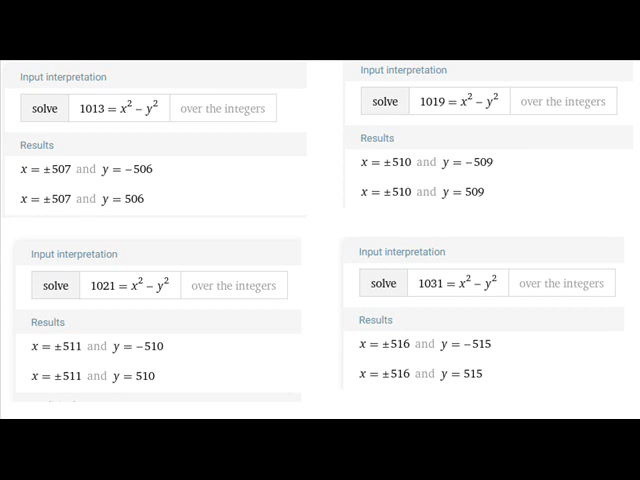 Input interpretation
solve 1013 = x² − y² over the integers
Results
x = ±507 and y = −506
x = ±507 and y = 506
Input interpretation
solve 1019 = x² − y² over the integers
Results
x = ±510 and y = −509
x = ±510 and y = 509
Input interpretation
solve 1021 = x² − y² over the integers
Results
x = ±511 and y = −510
x = ±511 and y = 510
Input interpretation
solve 1031 = x² − y² over the integers
Results
x = ±516 and y = −515
x = ±516 and y = 515